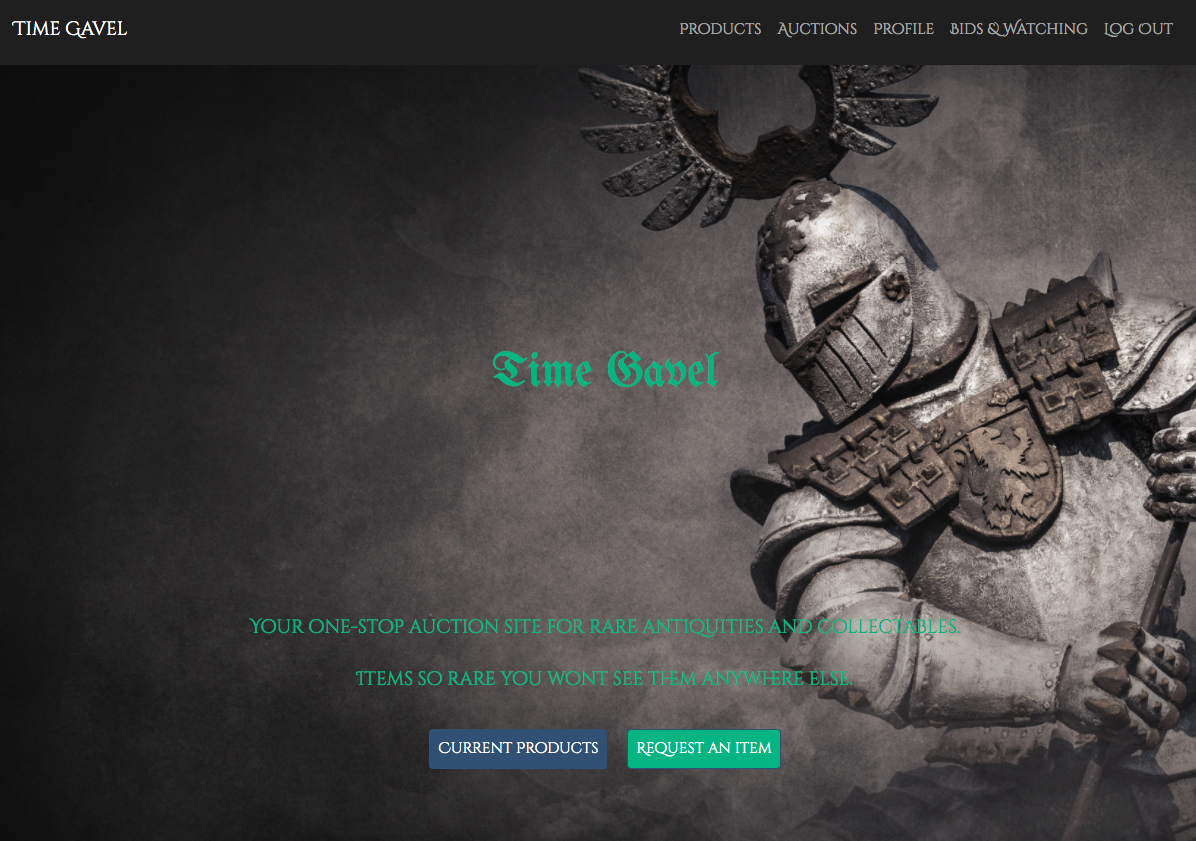 Time Gavel
Products Auctions Profile Bids & Watching Log Out
Time Gavel
Your one-stop auction site for rare antiquities and collectables.
Items so rare you wont see them anywhere else.
Current Products Request an item